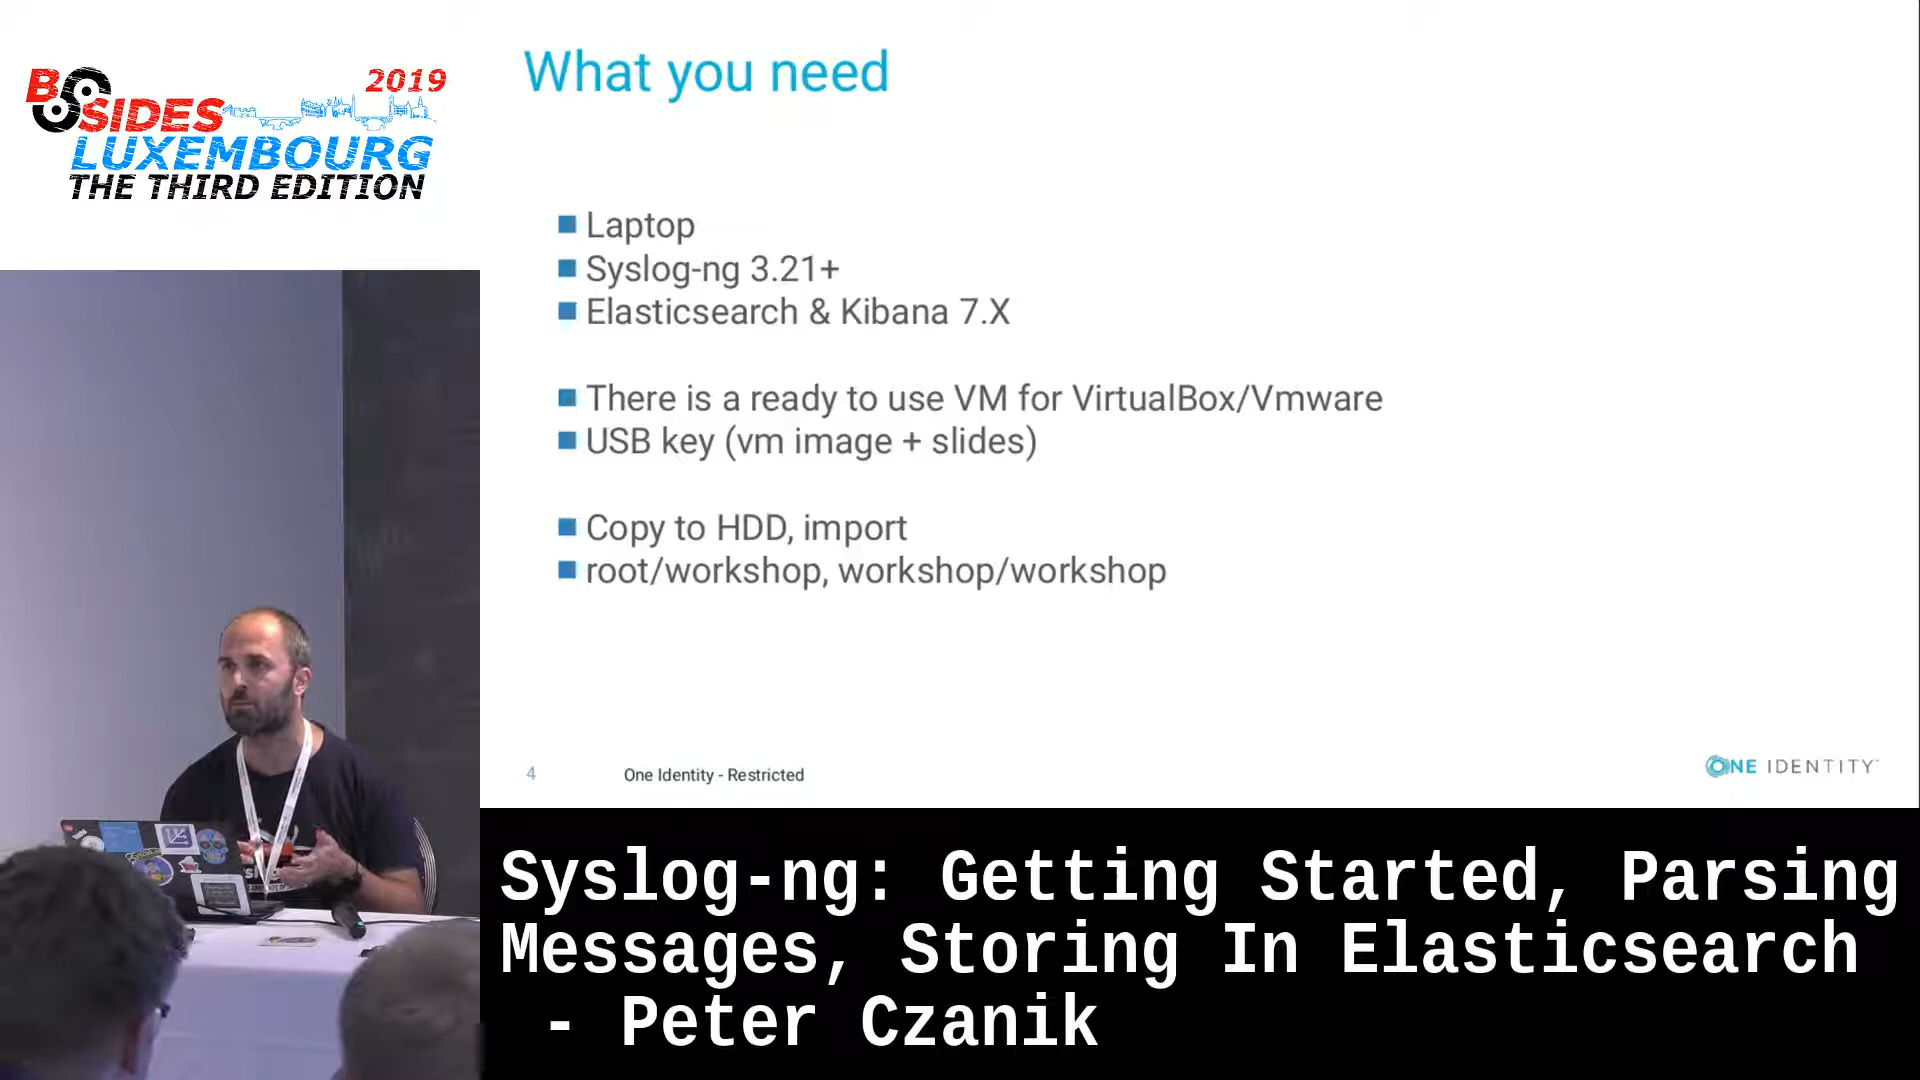 2019
BSIDES
LUXEMBOURG
THE THIRD EDITION
What you need
Laptop
Syslog-ng 3.21+
Elasticsearch & Kibana 7.X
There is a ready to use VM for VirtualBox/Vmware
USB key (vm image + slides)
Copy to HDD, import
root/workshop, workshop/workshop
4
One Identity - Restricted
ONE IDENTITY
Syslog-ng: Getting Started, Parsing
Messages, Storing In Elasticsearch
- Peter Czanik